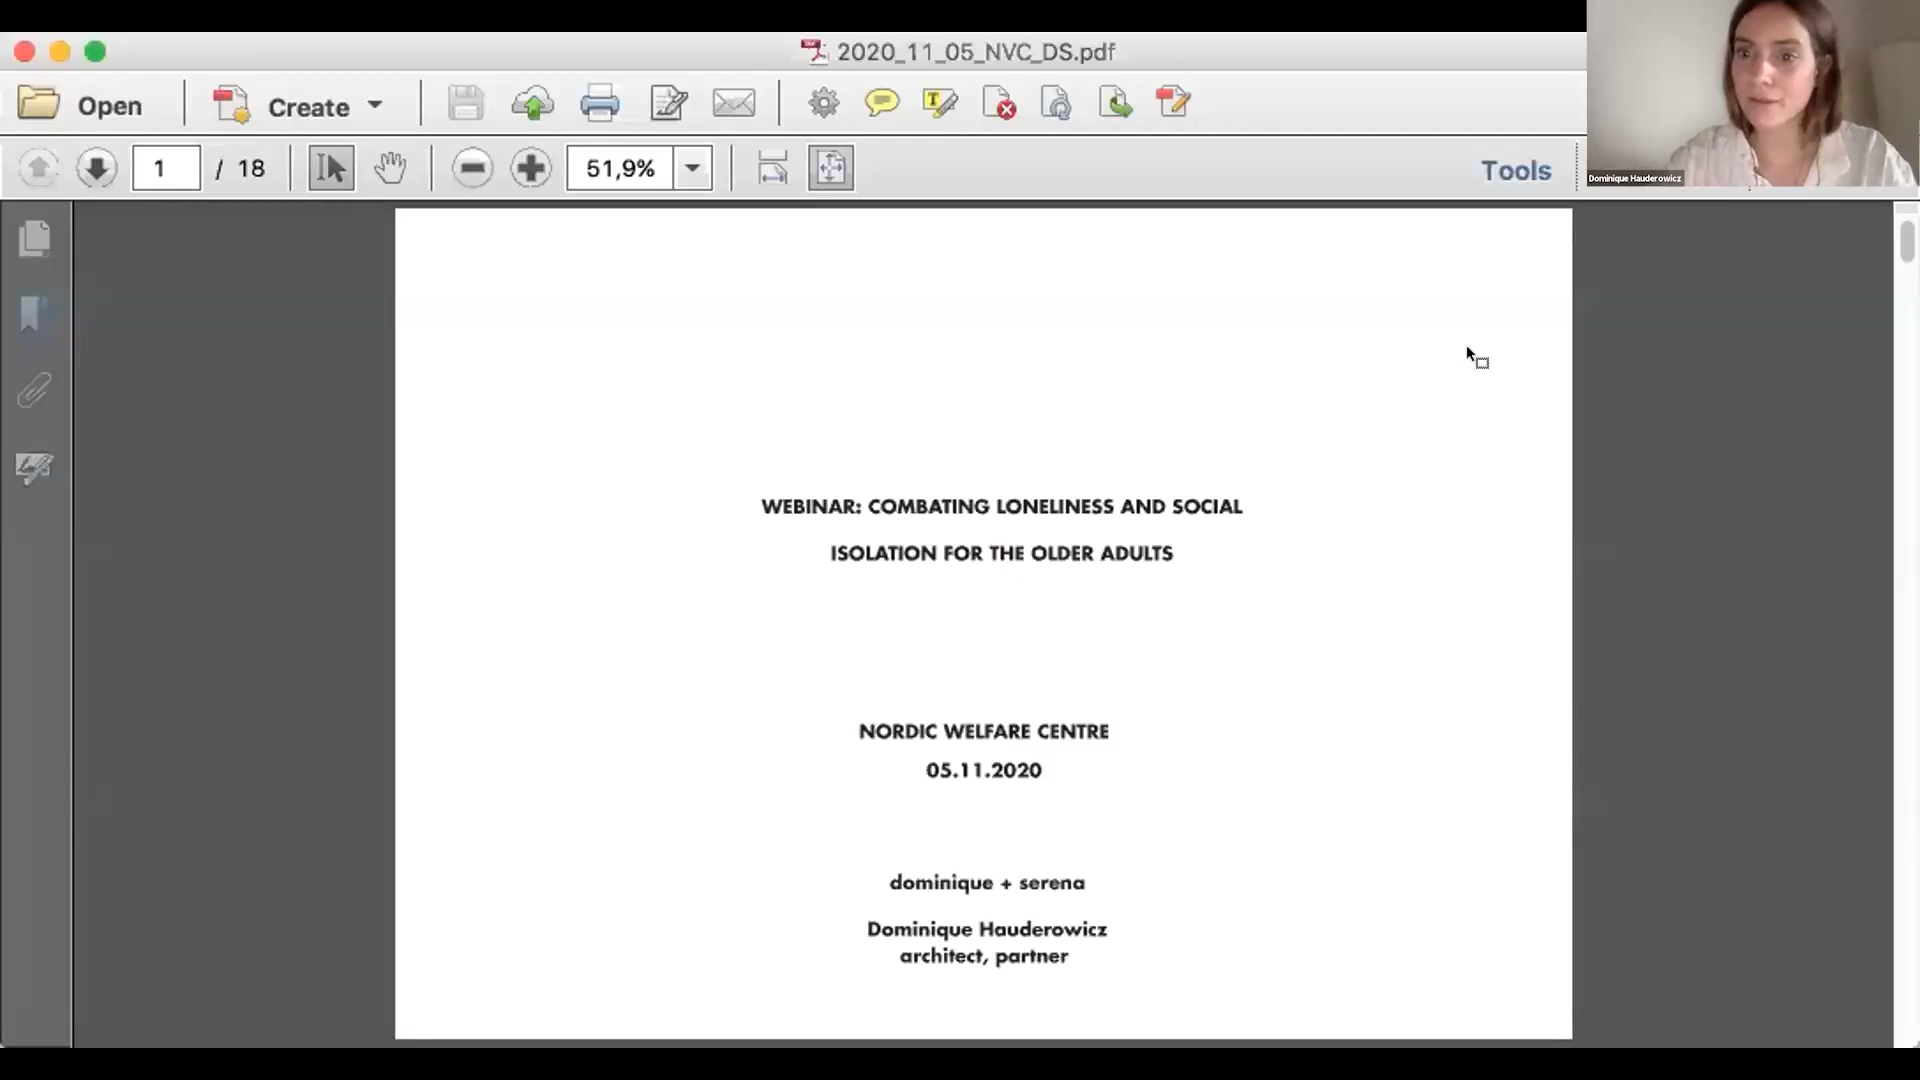 2020_11_05_NVC_DS.pdf
Open
Create
1 / 18
51,9%
Tools
Dominique Hauderowicz
WEBINAR: COMBATING LONELINESS AND SOCIAL
ISOLATION FOR THE OLDER ADULTS
NORDIC WELFARE CENTRE
05.11.2020
dominique + serena
Dominique Hauderowicz
architect, partner